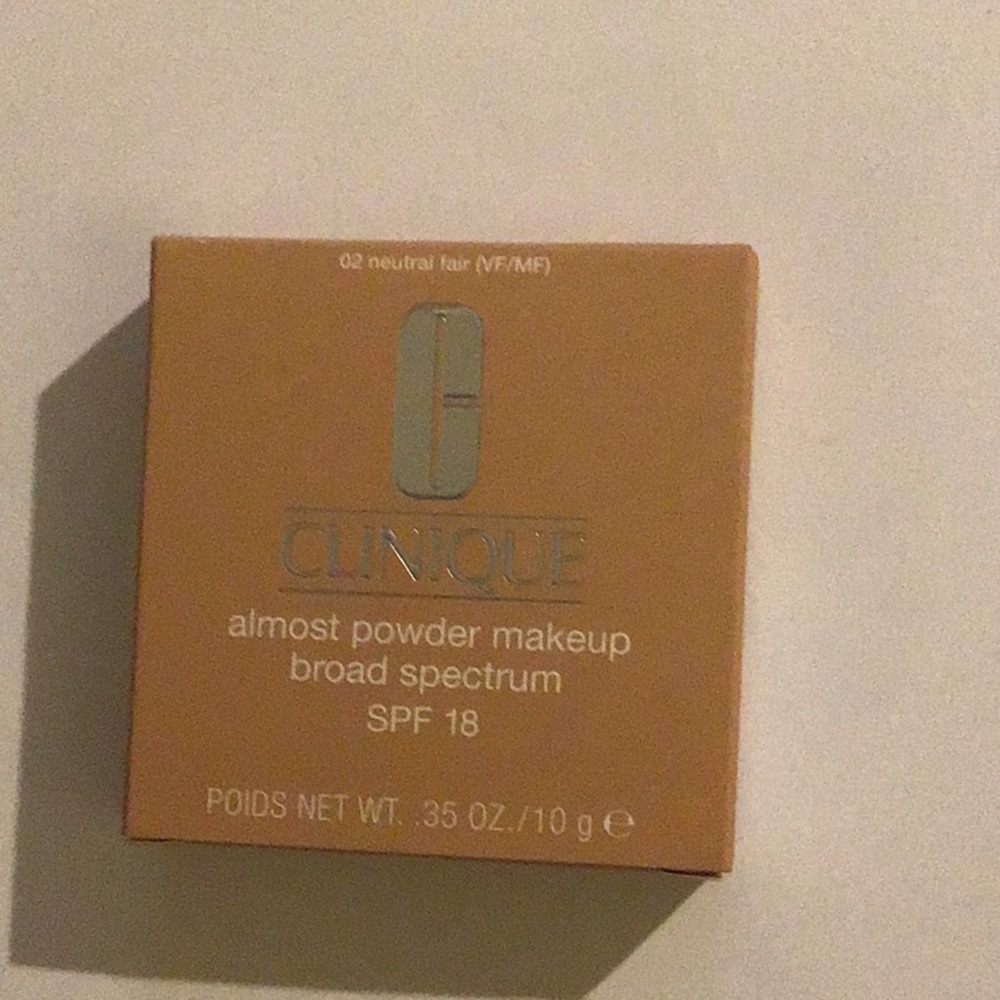 02 neutral fair (VF/MF)
CLINIQUE
almost powder makeup
broad spectrum
SPF 18
POIDS NET WT. .35 OZ./10 g ℮